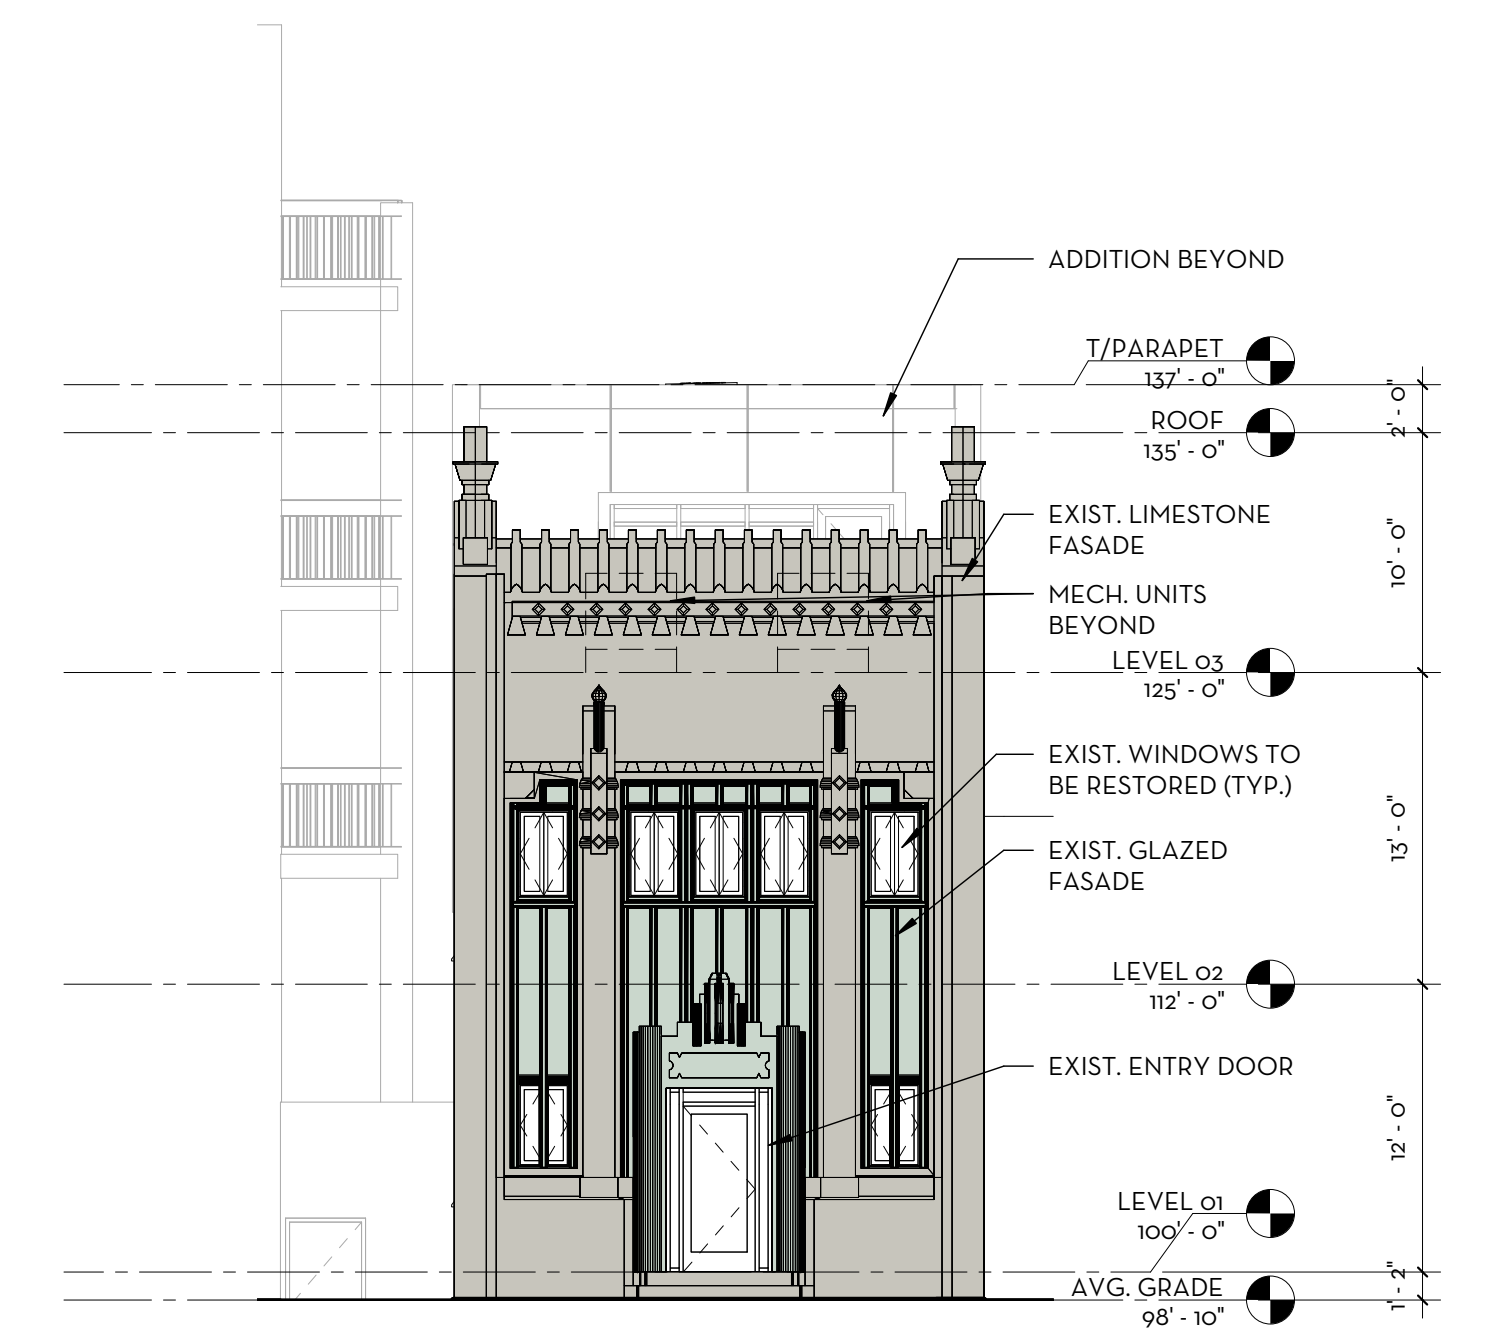 ADDITION BEYOND
T/PARAPET
137' - 0"
2' - 0"
ROOF
135' - 0"
EXIST. LIMESTONE
FASADE
10' - 0"
MECH. UNITS
BEYOND
LEVEL 03
125' - 0"
EXIST. WINDOWS TO
BE RESTORED (TYP.)
13' - 0"
EXIST. GLAZED
FASADE
LEVEL 02
112' - 0"
EXIST. ENTRY DOOR
12' - 0"
LEVEL 01
100' - 0"
1' - 2"
AVG. GRADE
98' - 10"